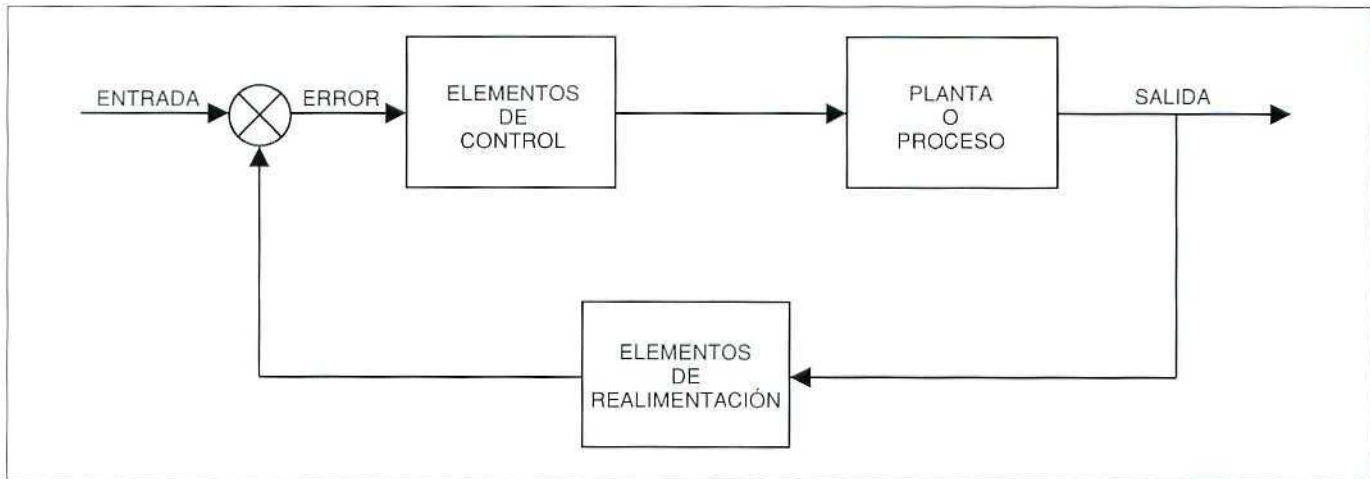 ENTRADA
ERROR
ELEMENTOS
DE
CONTROL
PLANTA
O
PROCESO
SALIDA
ELEMENTOS
DE
REALIMENTACIÓN